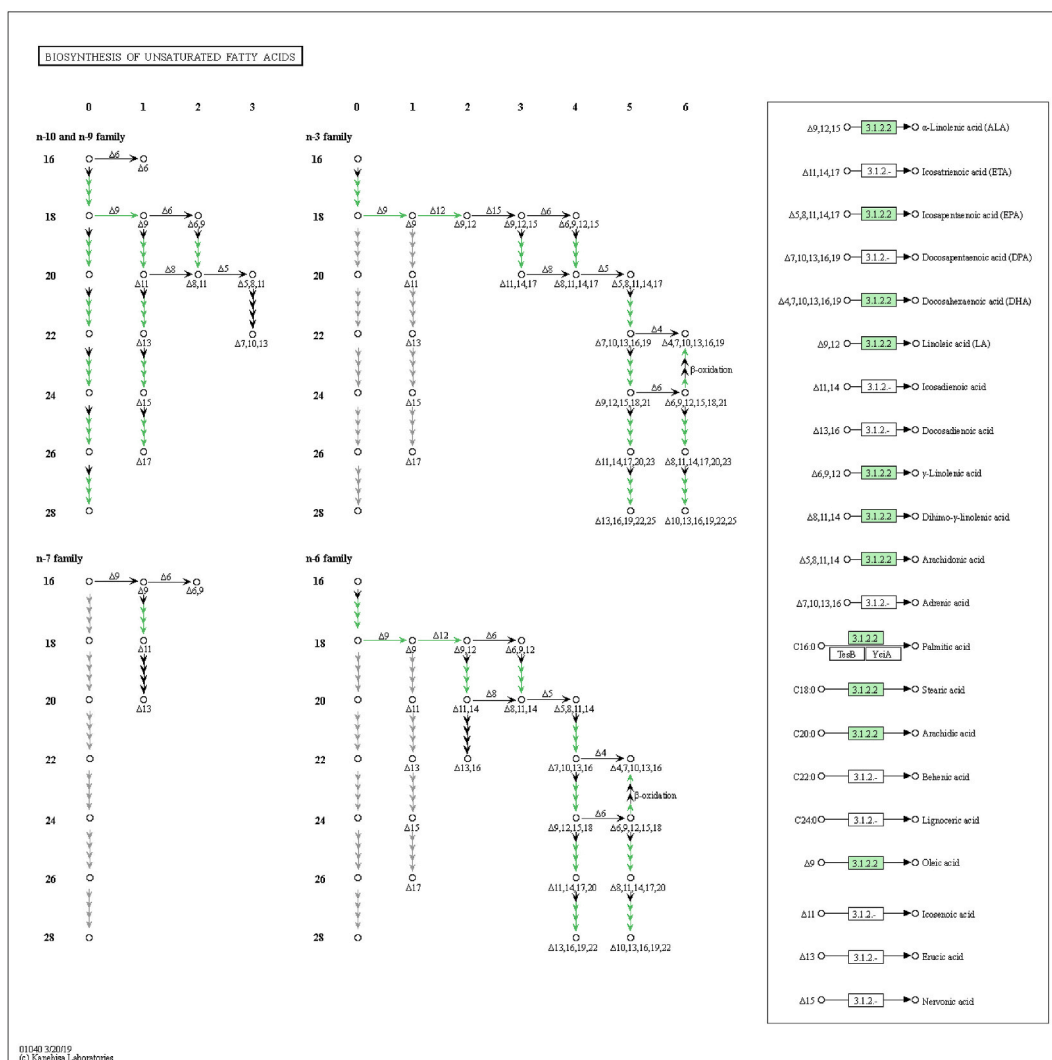 BIOSYNTHESIS OF UNSATURATED FATTY ACIDS
0 1 2 3
n-10 and n-9 family
16 Δ6
Δ6
18 Δ9 Δ6
Δ9 Δ6,9
20 Δ8 Δ5
Δ11 Δ8,11 Δ5,8,11
22
Δ13 Δ7,10,13
24
Δ15
26
Δ17
28
0 1 2 3 4 5 6
n-3 family
16
18 Δ9 Δ12 Δ15 Δ6
Δ9 Δ9,12 Δ9,12,15 Δ6,9,12,15
20 Δ8 Δ5
Δ11 Δ11,14,17 Δ8,11,14,17 Δ5,8,11,14,17
22 Δ4
Δ13 Δ7,10,13,16,19 Δ4,7,10,13,16,19
β-oxidation
24 Δ6
Δ15 Δ9,12,15,18,21 Δ6,9,12,15,18,21
26
Δ17 Δ11,14,17,20,23 Δ8,11,14,17,20,23
28
Δ13,16,19,22,25 Δ10,13,16,19,22,25
n-7 family
16 Δ9 Δ6
Δ9 Δ6,9
18
Δ11
20
Δ13
22
24
26
28
n-6 family
16
18 Δ9 Δ12 Δ6
Δ9 Δ9,12 Δ6,9,12
20 Δ8 Δ5
Δ11 Δ11,14 Δ8,11,14 Δ5,8,11,14
22 Δ4
Δ13 Δ13,16 Δ7,10,13,16 Δ4,7,10,13,16
β-oxidation
24 Δ6
Δ15 Δ9,12,15,18 Δ6,9,12,15,18
26
Δ17 Δ11,14,17,20 Δ8,11,14,17,20
28
Δ13,16,19,22 Δ10,13,16,19,22
Δ9,12,15 3.1.2.2 α-Linolenic acid (ALA)
Δ11,14,17 3.1.2.- Icosatrienoic acid (ETA)
Δ5,8,11,14,17 3.1.2.2 Icosapentaenoic acid (EPA)
Δ7,10,13,16,19 3.1.2.- Docosapentaenoic acid (DPA)
Δ4,7,10,13,16,19 3.1.2.2 Docosahexaenoic acid (DHA)
Δ9,12 3.1.2.2 Linoleic acid (LA)
Δ11,14 3.1.2.- Icosadienoic acid
Δ13,16 3.1.2.- Docosadienoic acid
Δ6,9,12 3.1.2.2 γ-Linolenic acid
Δ8,11,14 3.1.2.2 Dihimo-γ-linolenic acid
Δ5,8,11,14 3.1.2.2 Arachidonic acid
Δ7,10,13,16 3.1.2.- Adrenic acid
C16:0 3.1.2.2 Palmitic acid
TesB YciA
C18:0 3.1.2.2 Stearic acid
C20:0 3.1.2.2 Arachidic acid
C22:0 3.1.2.- Behenic acid
C24:0 3.1.2.- Lignoceric acid
Δ9 3.1.2.2 Oleic acid
Δ11 3.1.2.- Icosenoic acid
Δ13 3.1.2.- Erucic acid
Δ15 3.1.2.- Nervonic acid
01040 3/20/19
(c) Kanehisa Laboratories